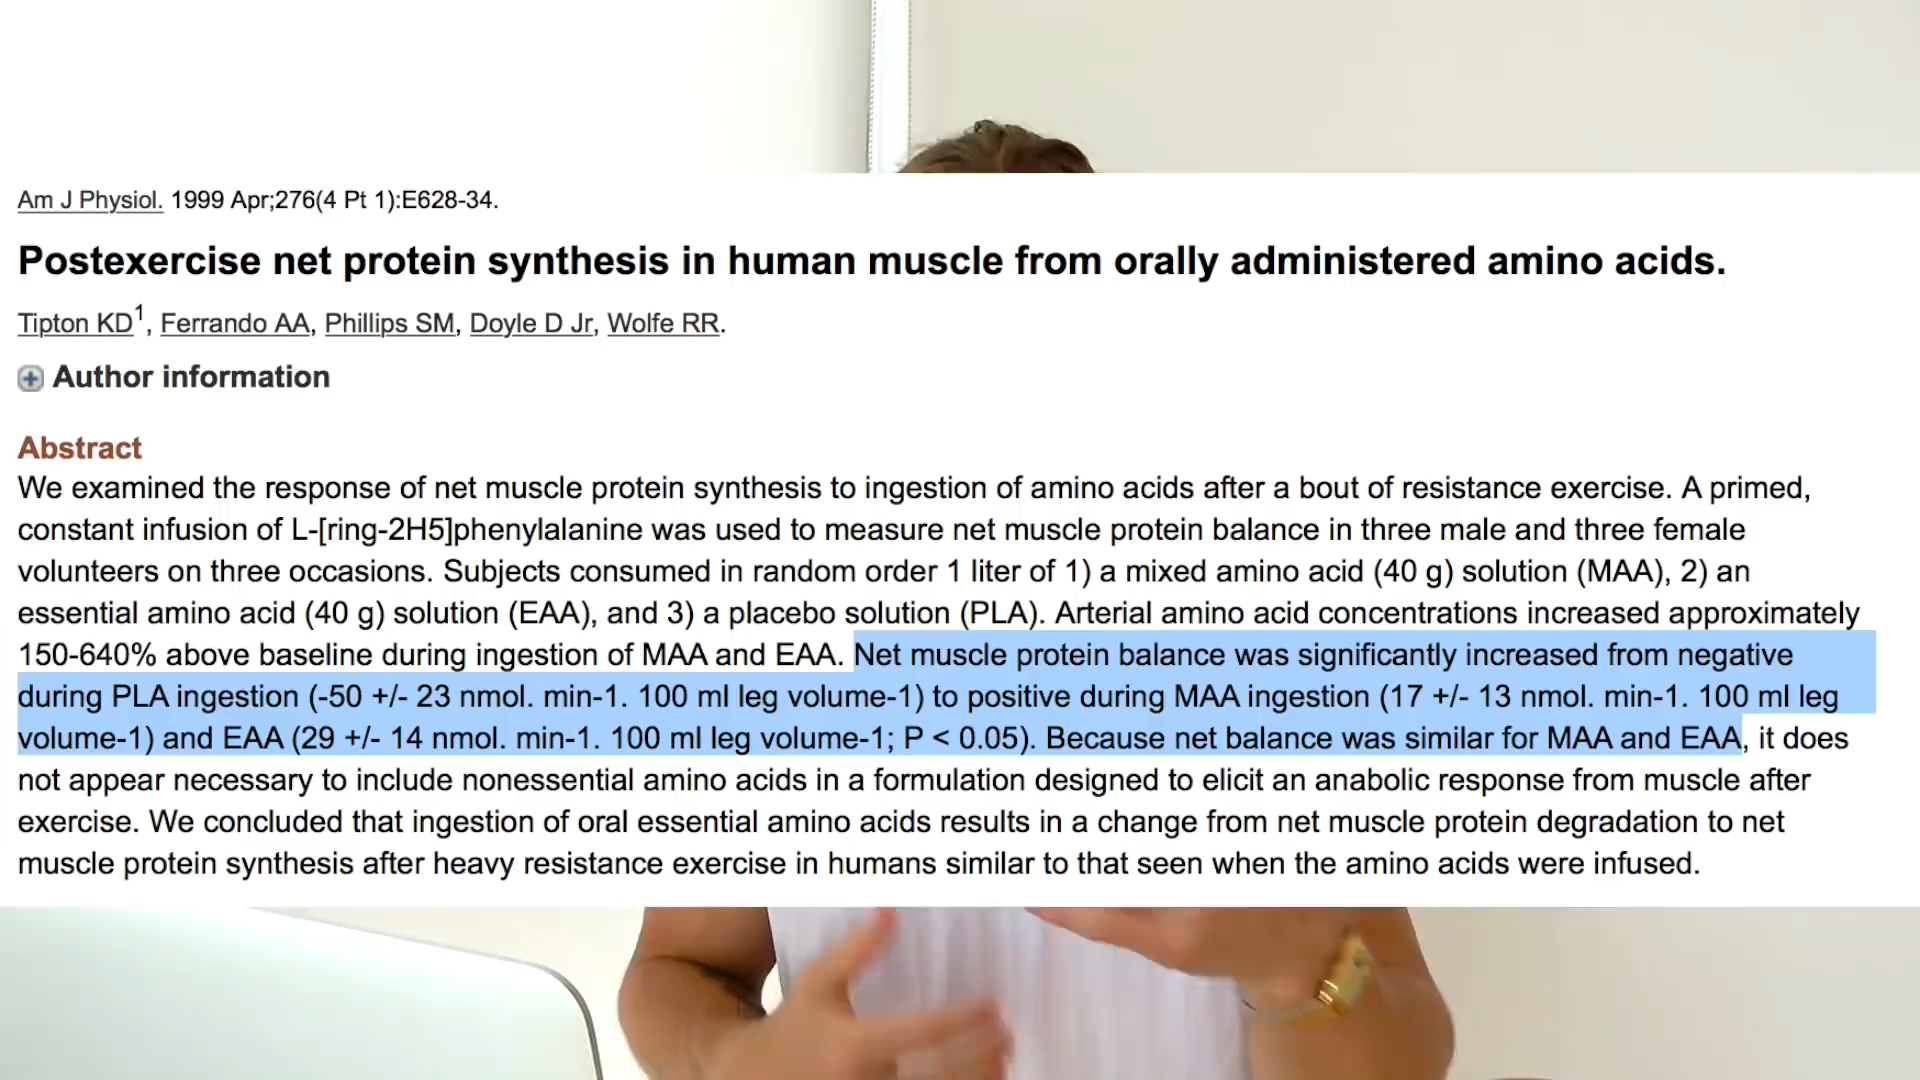 Am J Physiol. 1999 Apr;276(4 Pt 1):E628-34.
Postexercise net protein synthesis in human muscle from orally administered amino acids.
Tipton KD1, Ferrando AA, Phillips SM, Doyle D Jr, Wolfe RR.
Author information
Abstract
We examined the response of net muscle protein synthesis to ingestion of amino acids after a bout of resistance exercise. A primed,
constant infusion of L-[ring-2H5]phenylalanine was used to measure net muscle protein balance in three male and three female
volunteers on three occasions. Subjects consumed in random order 1 liter of 1) a mixed amino acid (40 g) solution (MAA), 2) an
essential amino acid (40 g) solution (EAA), and 3) a placebo solution (PLA). Arterial amino acid concentrations increased approximately
150-640% above baseline during ingestion of MAA and EAA. Net muscle protein balance was significantly increased from negative
during PLA ingestion (-50 +/- 23 nmol. min-1. 100 ml leg volume-1) to positive during MAA ingestion (17 +/- 13 nmol. min-1. 100 ml leg
volume-1) and EAA (29 +/- 14 nmol. min-1. 100 ml leg volume-1; P < 0.05). Because net balance was similar for MAA and EAA, it does
not appear necessary to include nonessential amino acids in a formulation designed to elicit an anabolic response from muscle after
exercise. We concluded that ingestion of oral essential amino acids results in a change from net muscle protein degradation to net
muscle protein synthesis after heavy resistance exercise in humans similar to that seen when the amino acids were infused.